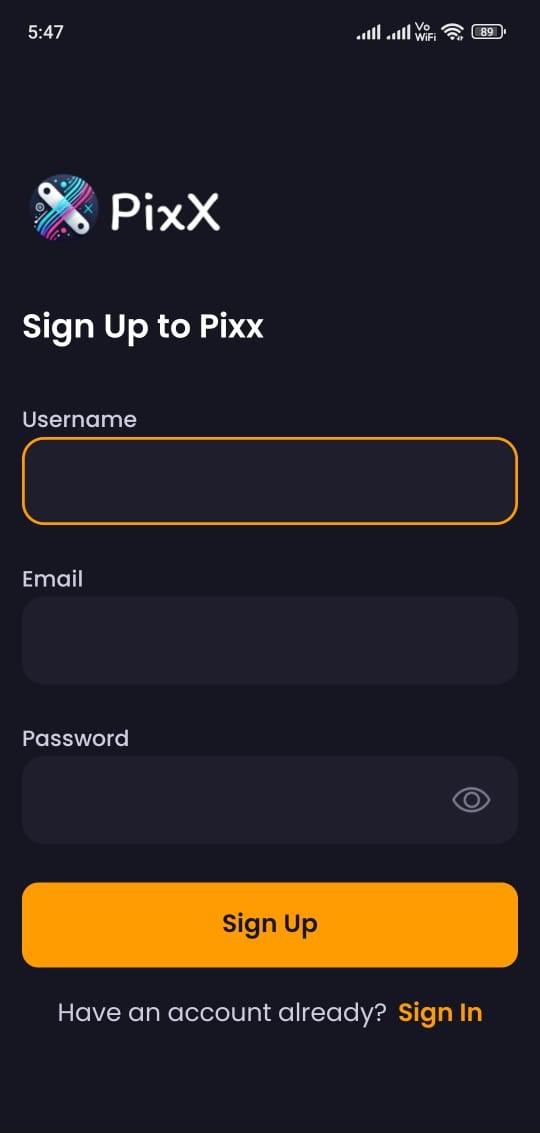 5:47
Vo
WiFi
89
PixX
Sign Up to Pixx
Username
Email
Password
Sign Up
Have an account already? Sign In